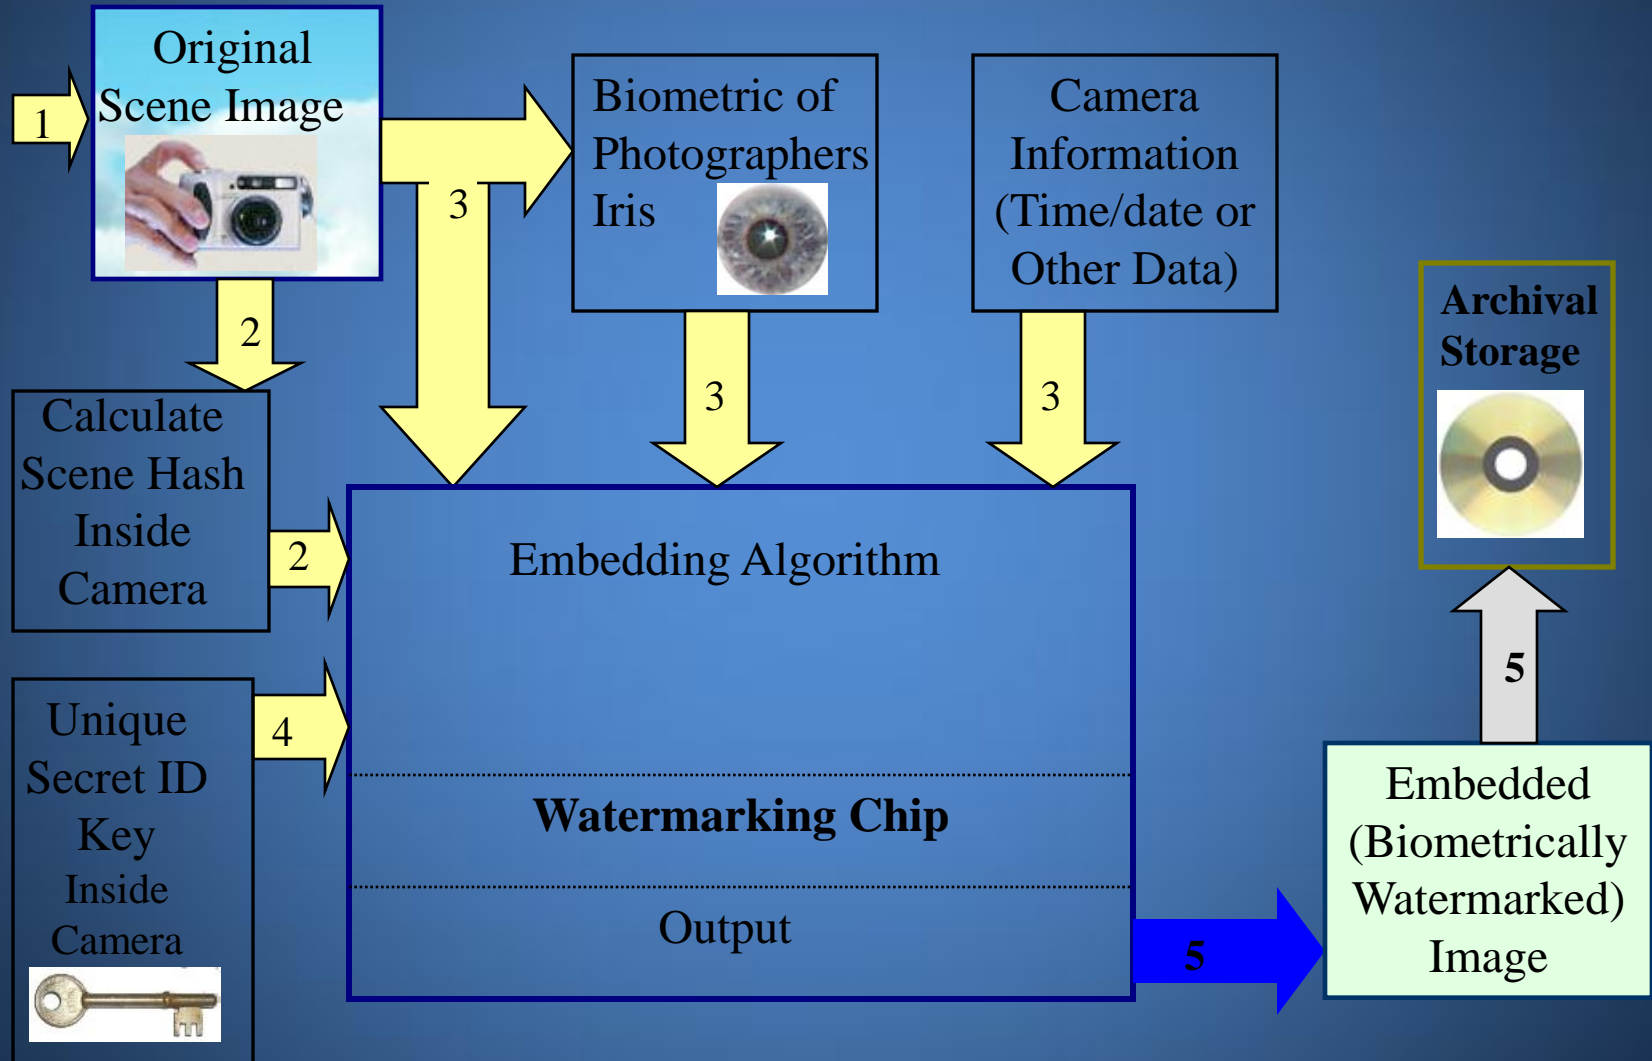 1
Original
Scene Image
2
3
Biometric of
Photographers
Iris
3
Camera
Information
(Time/date or
Other Data)
3
Calculate
Scene Hash
Inside
Camera
2
Unique
Secret ID
Key
Inside
Camera
4
Embedding Algorithm
Watermarking Chip
Output
5
Embedded
(Biometrically
Watermarked)
Image
5
Archival
Storage